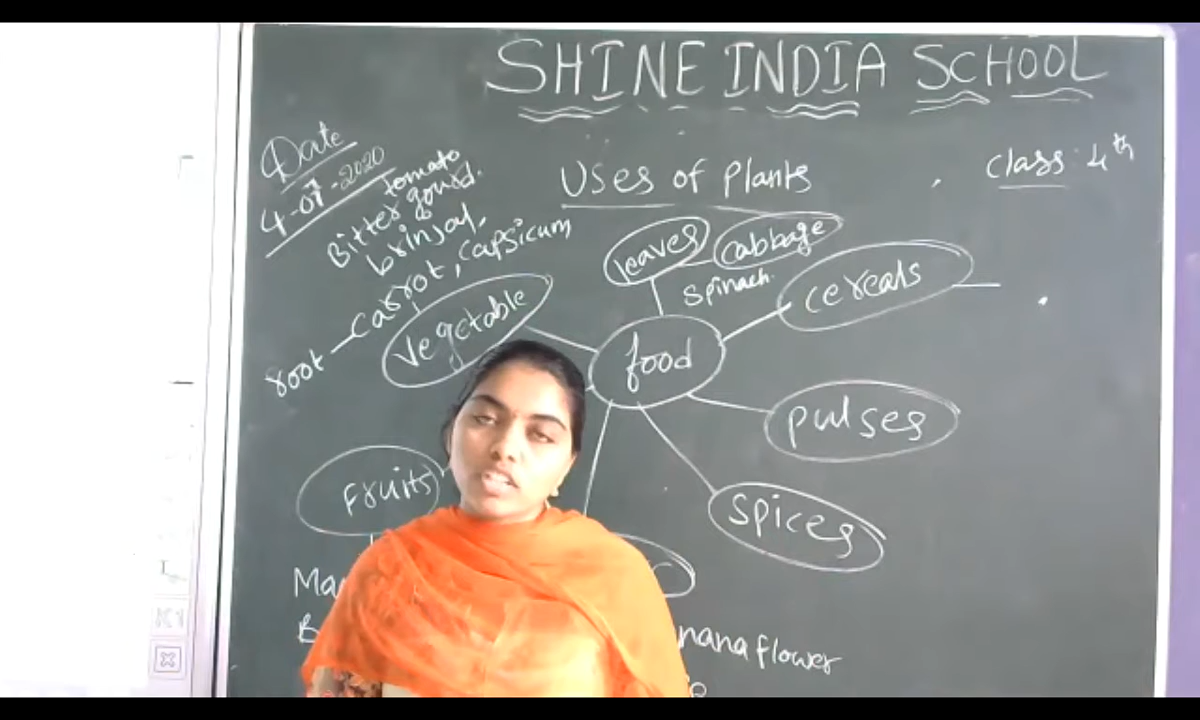 SHINE INDIA SCHOOL
Date
4-07-2020
Class: 4th
Uses of Plants
tomato
Bitter gourd.
brinjal,
root — Carrot, Capsicum
Vegetable
leaves
Cabbage
Spinach.
cereals
food
pulses
spices
Fruits
flower